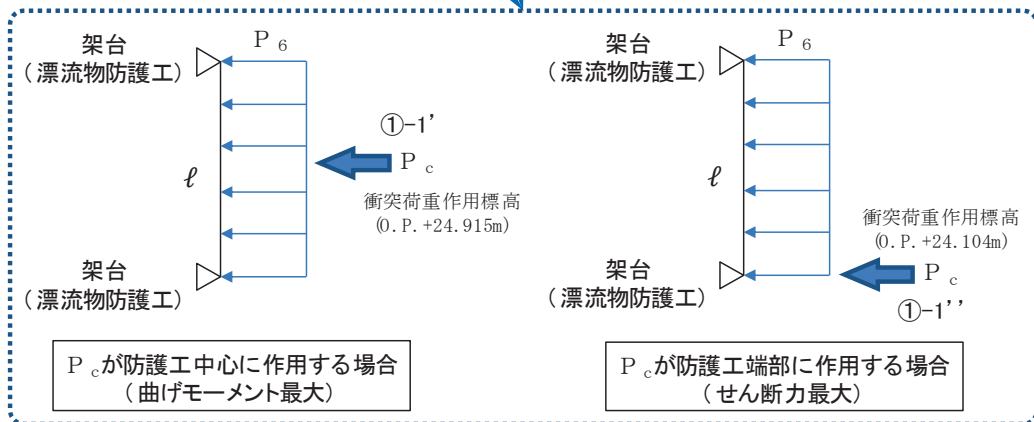 架台
(漂流物防護工)
P 6
①-1'
P c
ℓ
衝突荷重作用標高
(O.P.+24.915m)
架台
(漂流物防護工)
P cが防護工中心に作用する場合
(曲げモーメント最大)
架台
(漂流物防護工)
P 6
ℓ
衝突荷重作用標高
(O.P.+24.104m)
P c
①-1''
架台
(漂流物防護工)
P cが防護工端部に作用する場合
(せん断力最大)